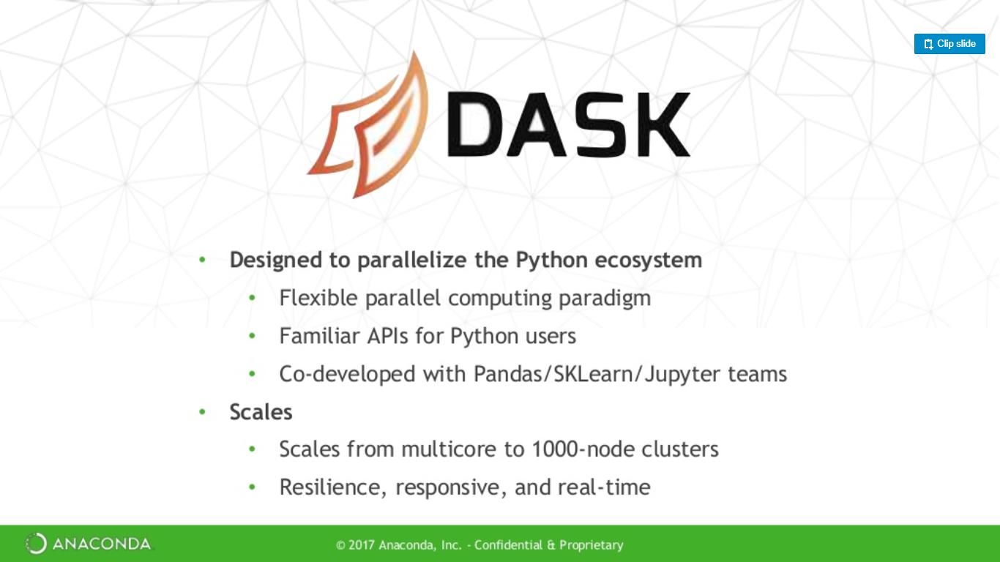 Clip slide
DASK
• Designed to parallelize the Python ecosystem
• Flexible parallel computing paradigm
• Familiar APIs for Python users
• Co-developed with Pandas/SKLearn/Jupyter teams
• Scales
• Scales from multicore to 1000-node clusters
• Resilience, responsive, and real-time
ANACONDA
© 2017 Anaconda, Inc. - Confidential & Proprietary